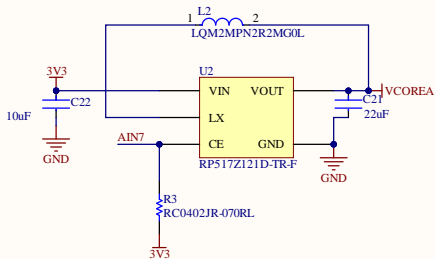 L2
1 2
LQM2MPN2R2MG0L
3V3
U2
VIN VOUT
C22
C21
VCOREA
10uF
22uF
LX
AIN7
CE GND
GND
RP517Z121D-TR-F
GND
R3
RC0402JR-070RL
3V3